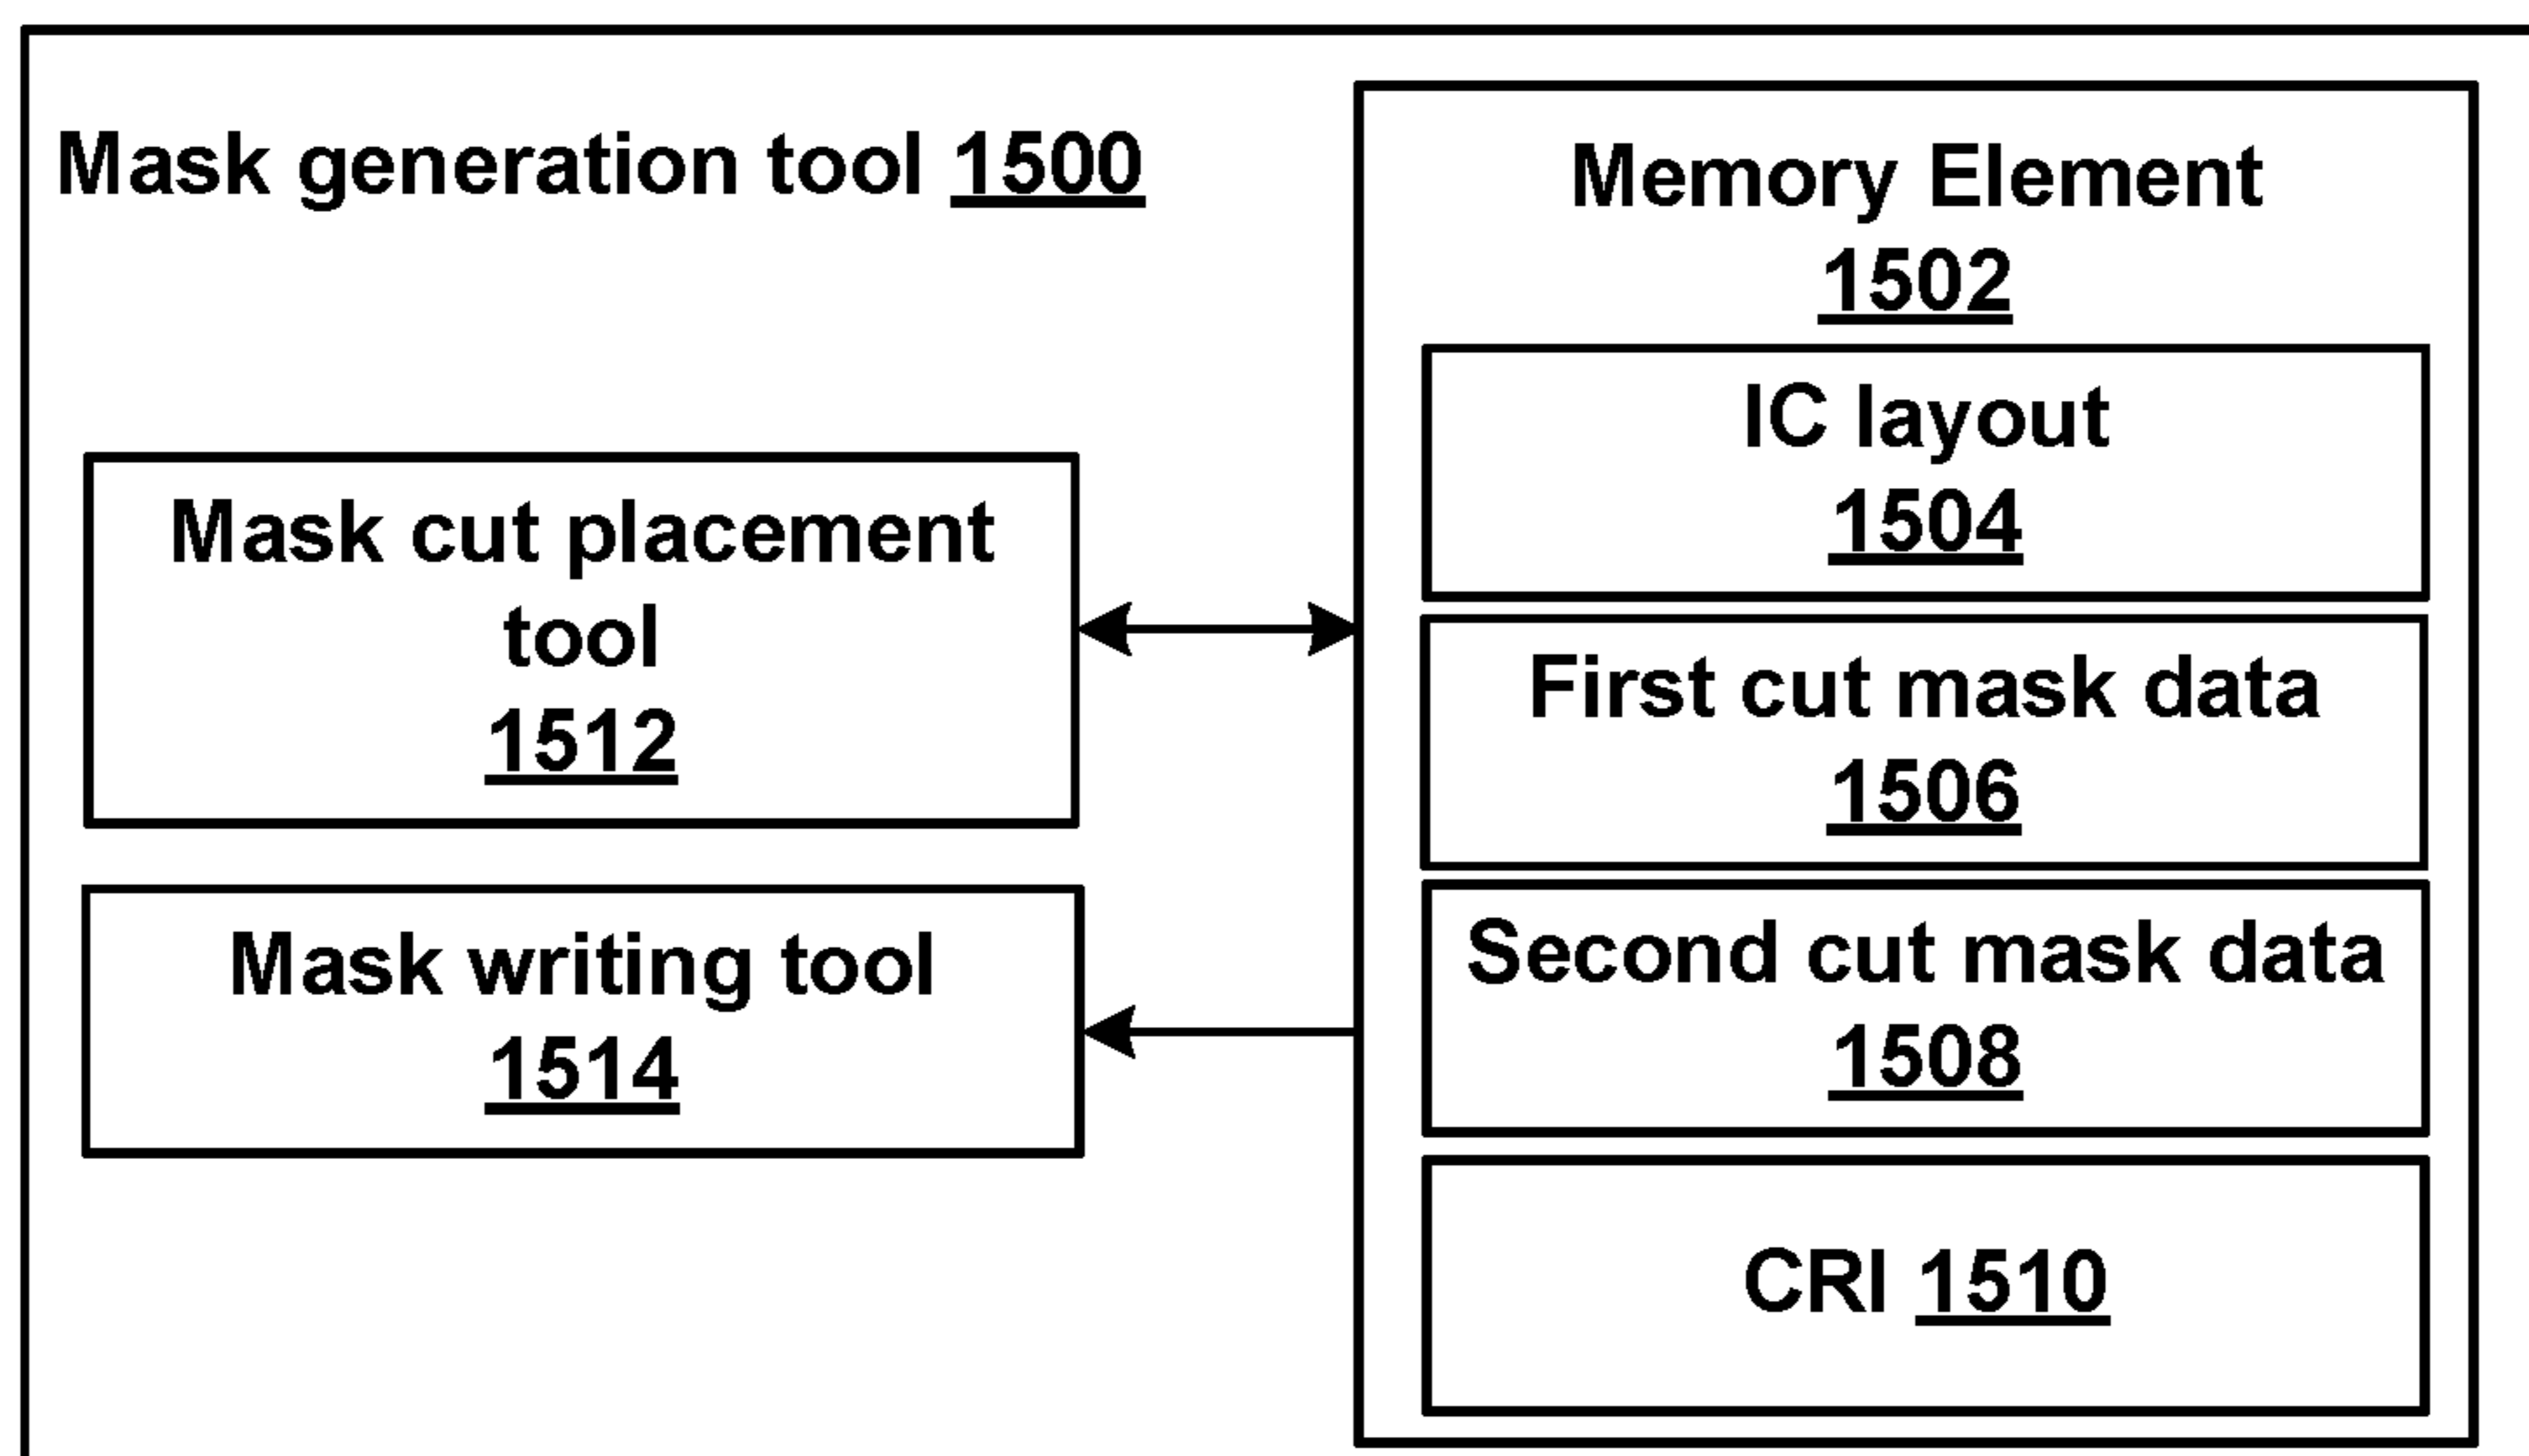 Mask generation tool 1500
Memory Element
1502
IC layout
1504
First cut mask data
1506
Second cut mask data
1508
CRI 1510
Mask cut placement
tool
1512
Mask writing tool
1514